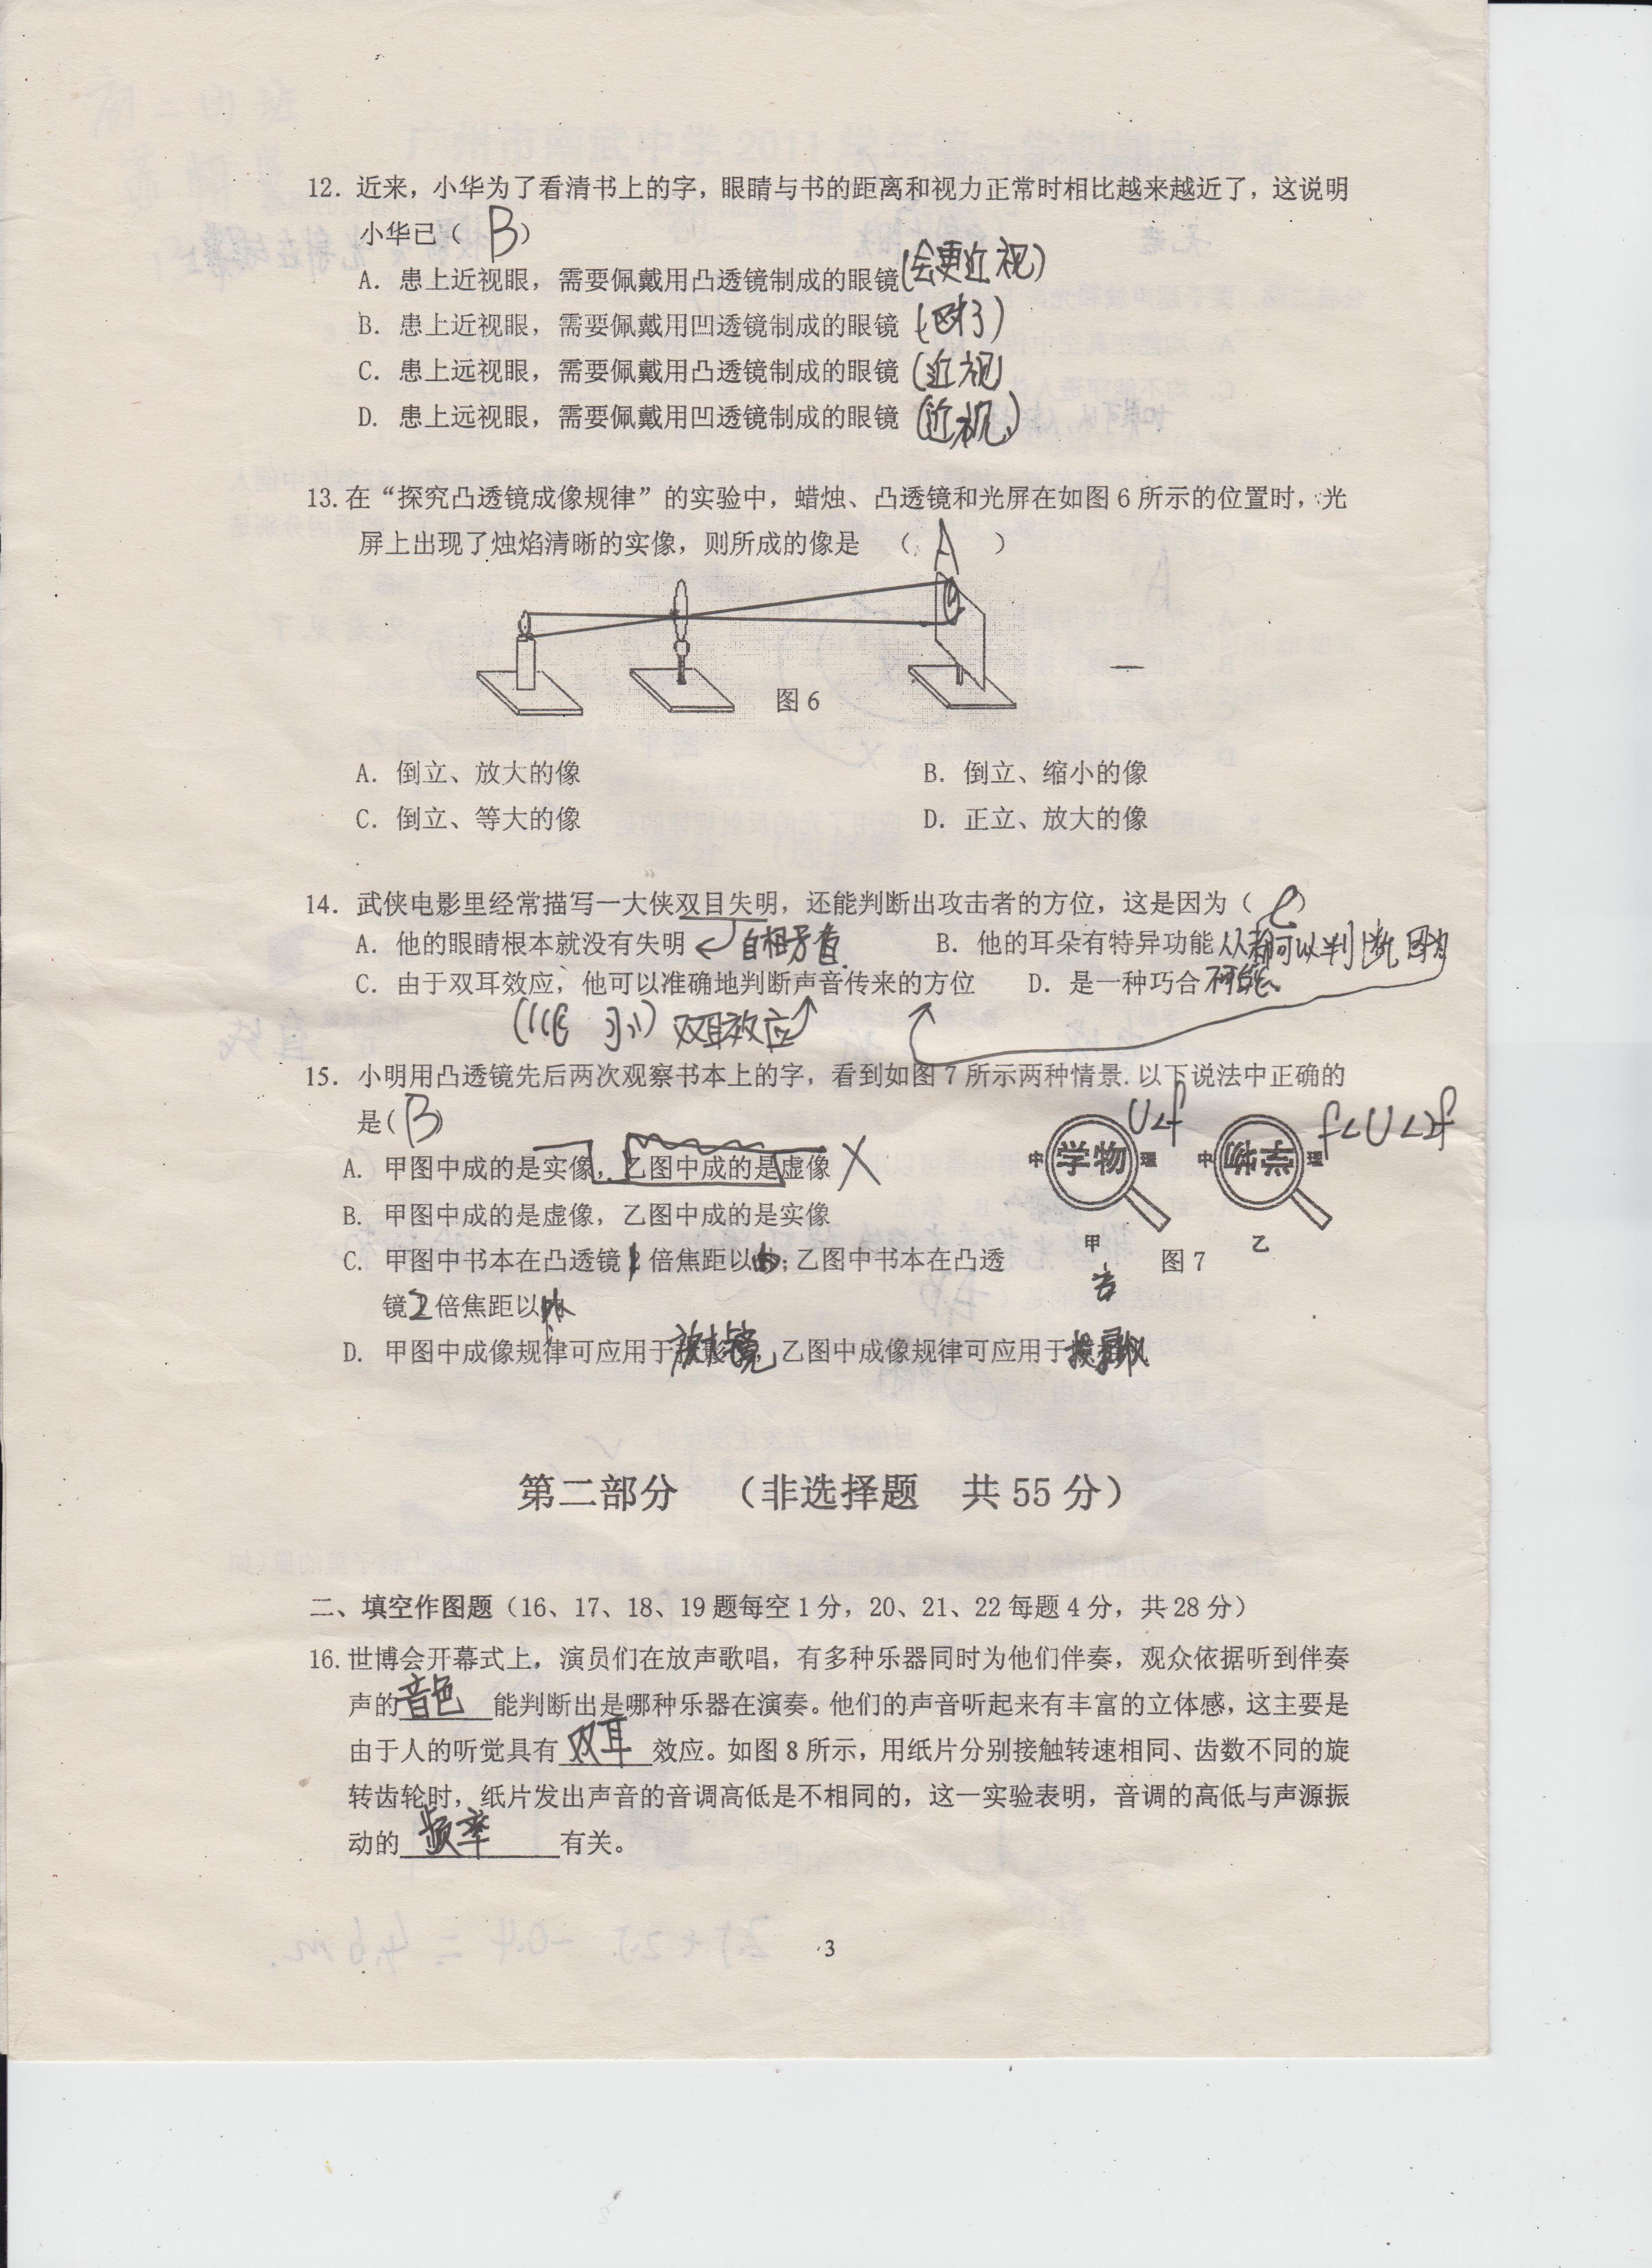 12. 近来，小华为了看清书上的字，眼睛与书的距离和视力正常时相比越来越近了，这说明
小华已（ B ）
A. 患上近视眼，需要佩戴用凸透镜制成的眼镜(会更近视)
B. 患上近视眼，需要佩戴用凹透镜制成的眼镜
C. 患上远视眼，需要佩戴用凸透镜制成的眼镜(近视)
D. 患上远视眼，需要佩戴用凹透镜制成的眼镜(近视)
13. 在“探究凸透镜成像规律”的实验中，蜡烛、凸透镜和光屏在如图 6 所示的位置时，光
屏上出现了烛焰清晰的实像，则所成的像是 （ A ）
图 6
A. 倒立、放大的像 B. 倒立、缩小的像
C. 倒立、等大的像 D. 正立、放大的像
14. 武侠电影里经常描写一大侠双目失明，还能判断出攻击者的方位，这是因为（ C ）
A. 他的眼睛根本就没有失明 自相矛盾 B. 他的耳朵有特异功能 人人都可以判断 因为
C. 由于双耳效应，他可以准确地判断声音传来的方位 D. 是一种巧合 不可能
双耳效应
15. 小明用凸透镜先后两次观察书本上的字，看到如图 7 所示两种情景. 以下说法中正确的
是( B )
U<f f<U<2f
中 学物 理 中 学物 理
A. 甲图中成的是实像，乙图中成的是虚像 X
B. 甲图中成的是虚像，乙图中成的是实像
甲 图 7 乙
C. 甲图中书本在凸透镜 倍焦距以 ；乙图中书本在凸透
镜2倍焦距以内
D. 甲图中成像规律可应用于放大镜，乙图中成像规律可应用于投影仪
第二部分 （非选择题 共 55 分）
二、填空作图题（16、17、18、19 题每空 1 分，20、21、22 每题 4 分，共 28 分）
16. 世博会开幕式上，演员们在放声歌唱，有多种乐器同时为他们伴奏，观众依据听到伴奏
声的音色能判断出是哪种乐器在演奏。他们的声音听起来有丰富的立体感，这主要是
由于人的听觉具有双耳效应。如图 8 所示，用纸片分别接触转速相同、齿数不同的旋
转齿轮时，纸片发出声音的音调高低是不相同的，这一实验表明，音调的高低与声源振
动的频率有关。
3